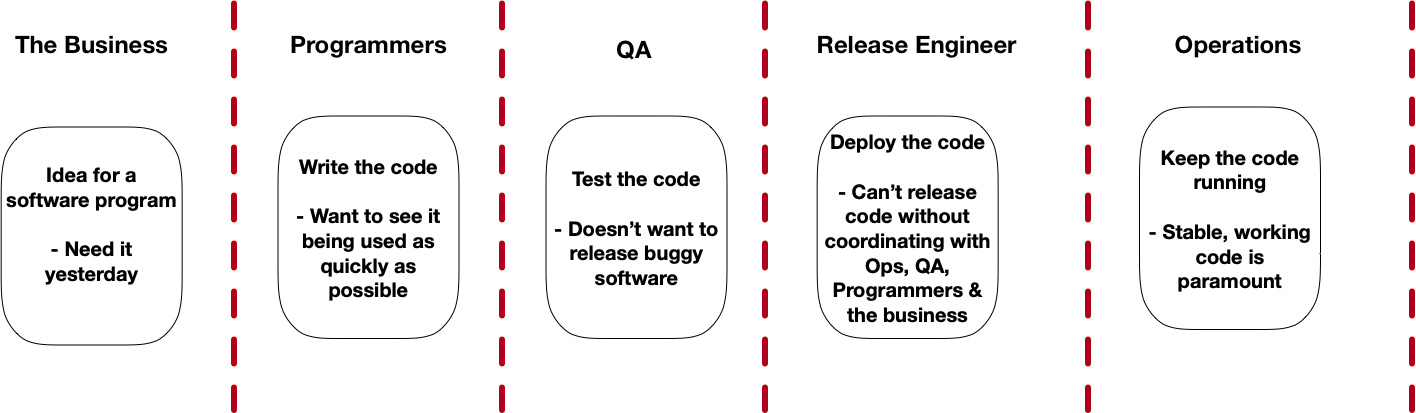 The Business
Idea for a
software program
- Need it
yesterday
Programmers
Write the code
- Want to see it
being used as
quickly as
possible
QA
Test the code
- Doesn’t want to
release buggy
software
Release Engineer
Deploy the code
- Can’t release
code without
coordinating with
Ops, QA,
Programmers &
the business
Operations
Keep the code
running
- Stable, working
code is
paramount